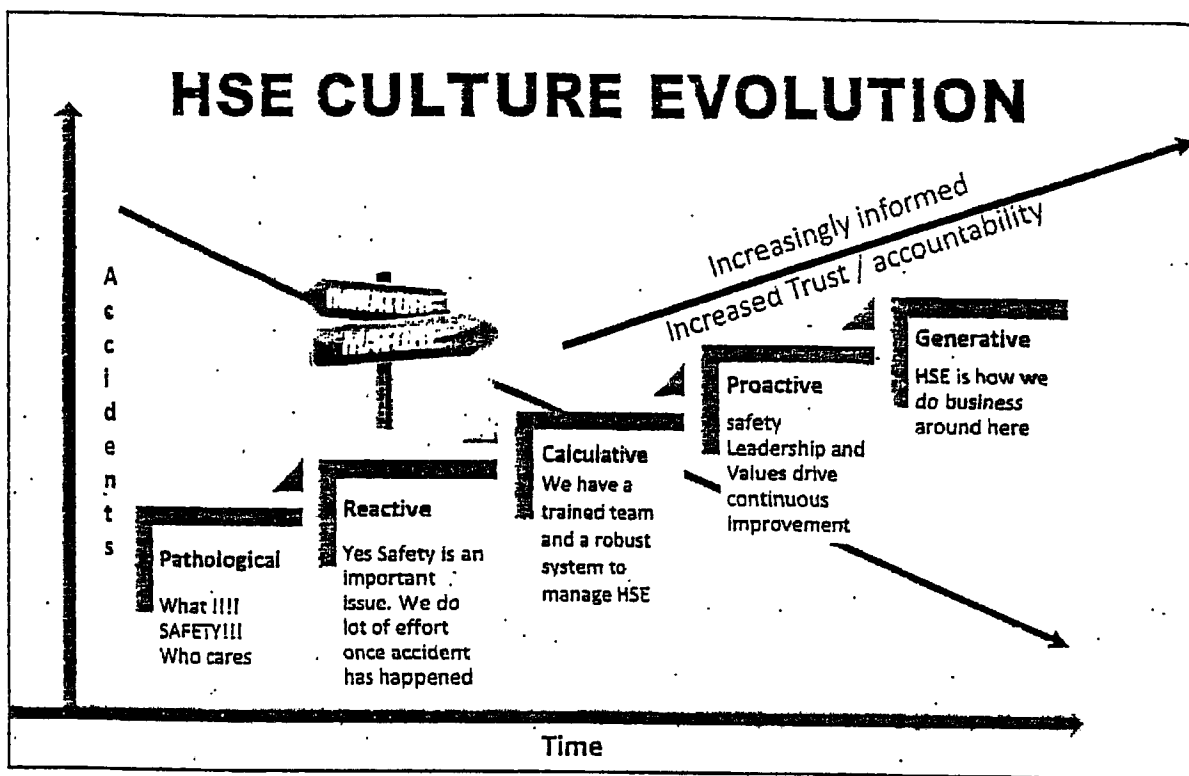 HSE CULTURE EVOLUTION
Increasingly informed
Increased Trust / accountability
Accidents
Generative
HSE is how we
do business
around here
Proactive
safety
Leadership and
Values drive
continuous
improvement
Calculative
We have a
trained team
and a robust
system to
manage HSE
Reactive
Yes Safety is an
important
issue. We do
lot of effort
once accident
has happened
Pathological
What !!!!
SAFETY!!!
Who cares
Time